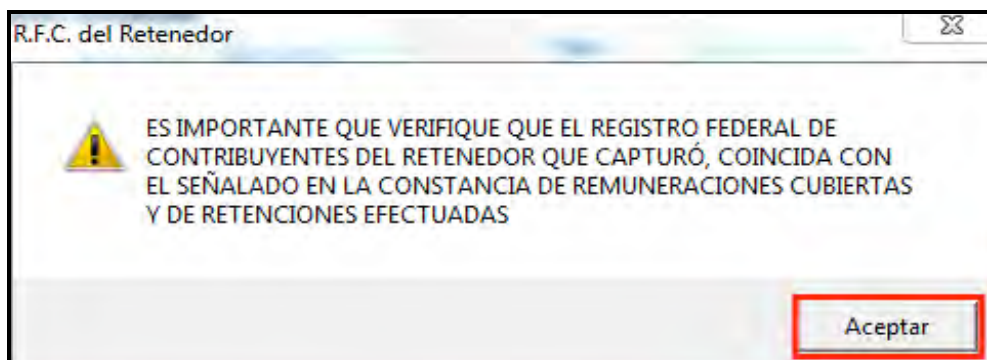 R.F.C. del Retenedor
ES IMPORTANTE QUE VERIFIQUE QUE EL REGISTRO FEDERAL DE
CONTRIBUYENTES DEL RETENEDOR QUE CAPTURÓ, COINCIDA CON
EL SEÑALADO EN LA CONSTANCIA DE REMUNERACIONES CUBIERTAS
Y DE RETENCIONES EFECTUADAS
Aceptar